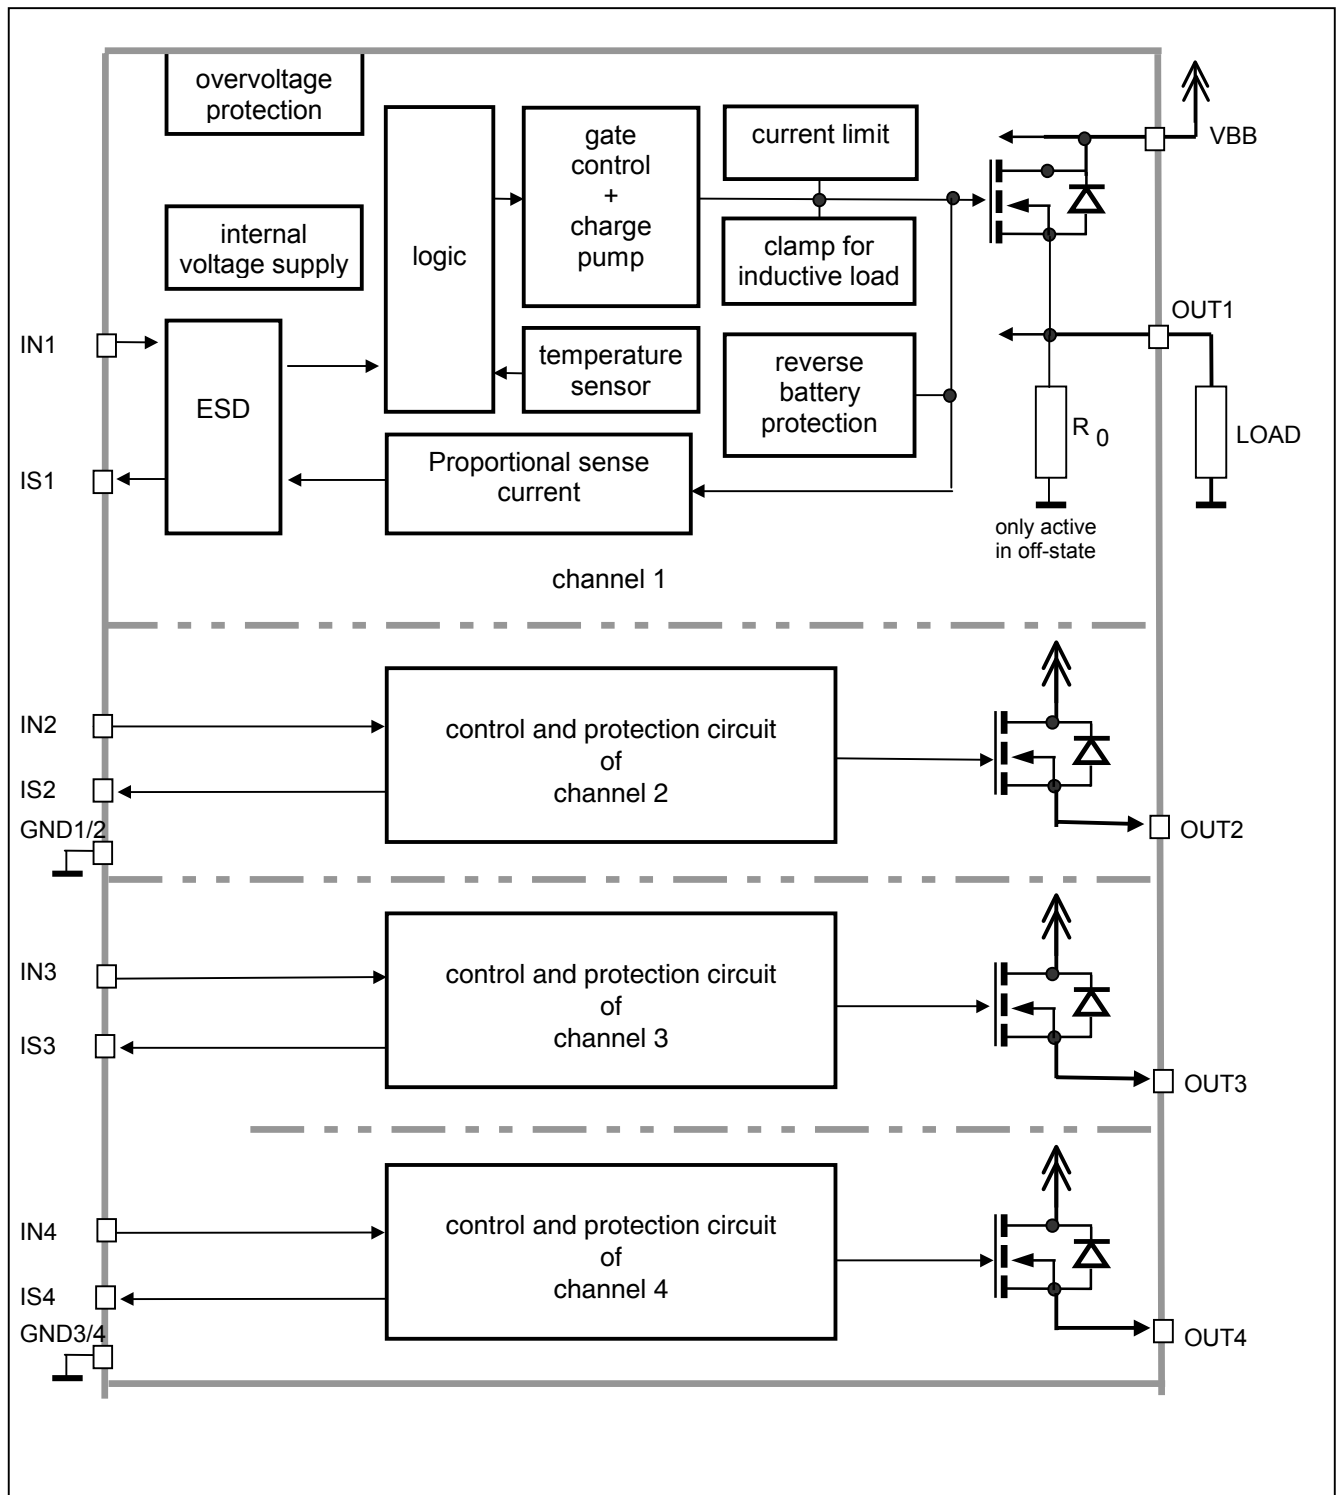 overvoltage
protection
internal
voltage supply
logic
gate
control
+
charge
pump
current limit
clamp for
inductive load
VBB
OUT1
IN1
ESD
temperature
sensor
reverse
battery
protection
R 0
LOAD
IS1
Proportional sense
current
only active
in off-state
channel 1
IN2
control and protection circuit
of
channel 2
IS2
GND1/2
OUT2
IN3
control and protection circuit
of
channel 3
IS3
OUT3
IN4
control and protection circuit
of
channel 4
IS4
GND3/4
OUT4